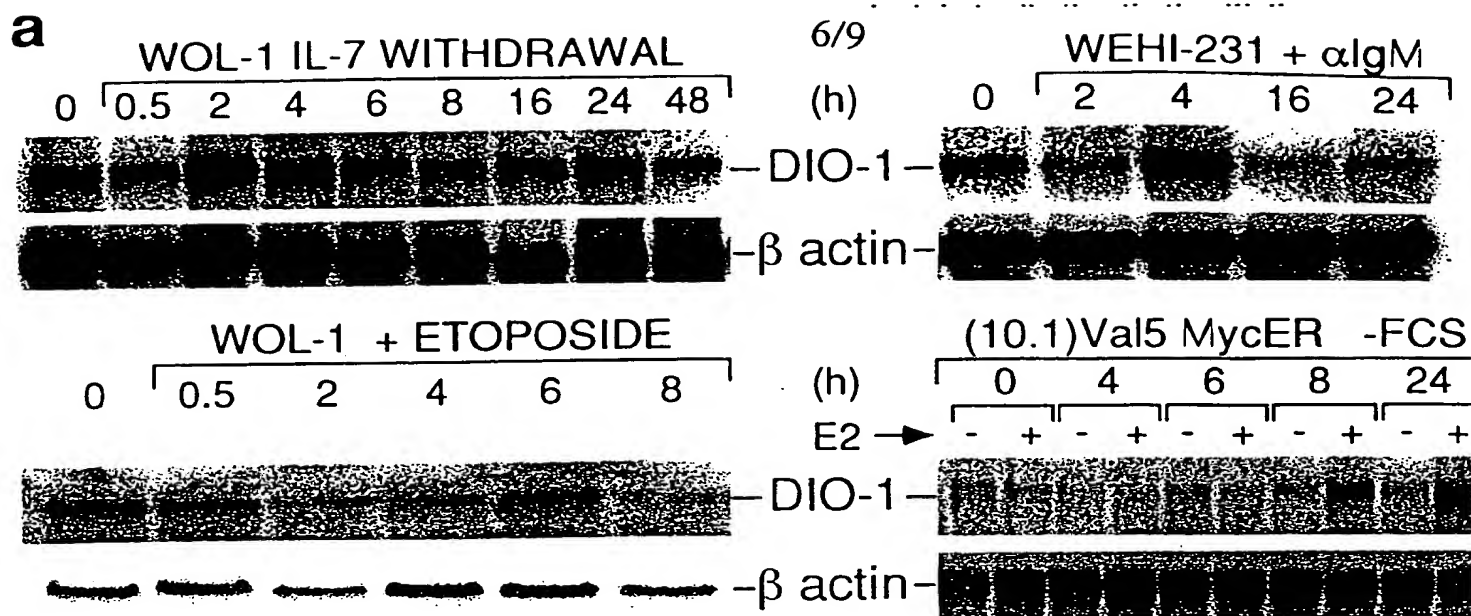 a
6/9
WOL-1 IL-7 WITHDRAWAL
0 0.5 2 4 6 8 16 24 48
(h)
WEHI-231 + αIgM
0 2 4 16 24
DIO-1
β actin
WOL-1 + ETOPOSIDE
0 0.5 2 4 6 8
(h)
(10.1)Val5 MycER -FCS
0 4 6 8 24
E2 → - + - + - + - + - +
DIO-1
β actin